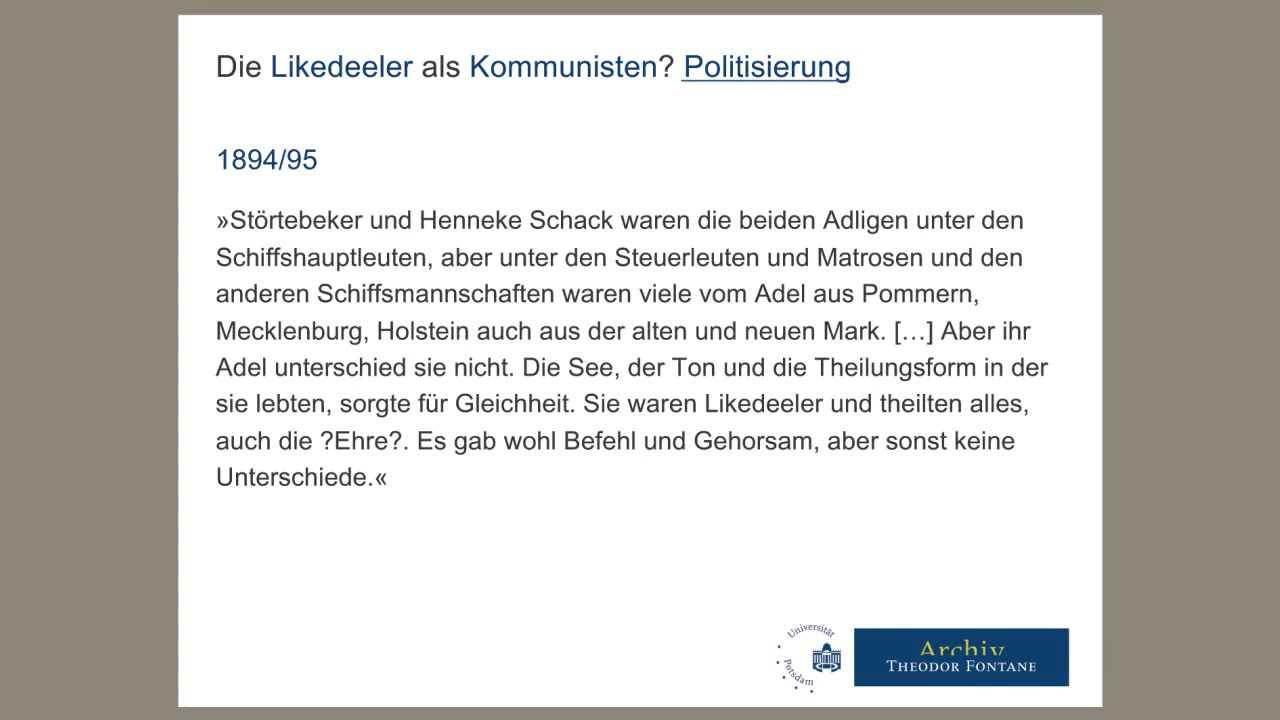 Die Likedeeler als Kommunisten? Politisierung
1894/95
»Störtebeker und Henneke Schack waren die beiden Adligen unter den
Schiffshauptleuten, aber unter den Steuerleuten und Matrosen und den
anderen Schiffsmannschaften waren viele vom Adel aus Pommern,
Mecklenburg, Holstein auch aus der alten und neuen Mark. […] Aber ihr
Adel unterschied sie nicht. Die See, der Ton und die Theilungsform in der
sie lebten, sorgte für Gleichheit. Sie waren Likedeeler und theilten alles,
auch die ?Ehre?. Es gab wohl Befehl und Gehorsam, aber sonst keine
Unterschiede.«
Universität
Potsdam
Archiv
THEODOR FONTANE